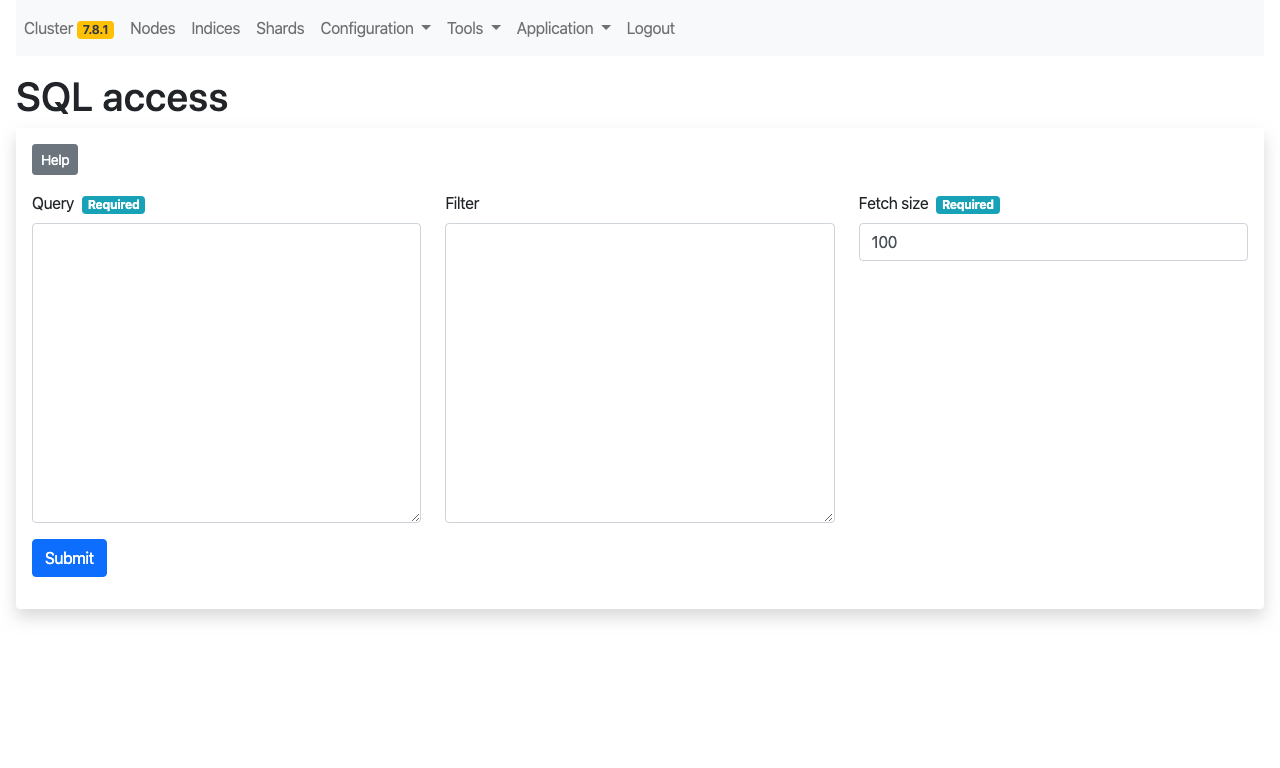 Cluster 7.8.1 Nodes Indices Shards Configuration Tools Application Logout
SQL access
Help
Query Required Filter Fetch size Required
100
Submit